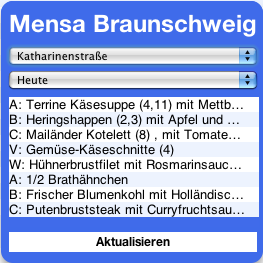 Mensa Braunschweig
Katharinenstraße
Heute
A: Terrine Käsesuppe (4,11) mit Mettb…
B: Heringshappen (2,3) mit Apfel und …
C: Mailänder Kotelett (8) , mit Tomate…
V: Gemüse-Käseschnitte (4)
W: Hühnerbrustfilet mit Rosmarinsauc…
A: 1/2 Brathähnchen
B: Frischer Blumenkohl mit Holländisc…
C: Putenbruststeak mit Curryfruchtsau…
Aktualisieren